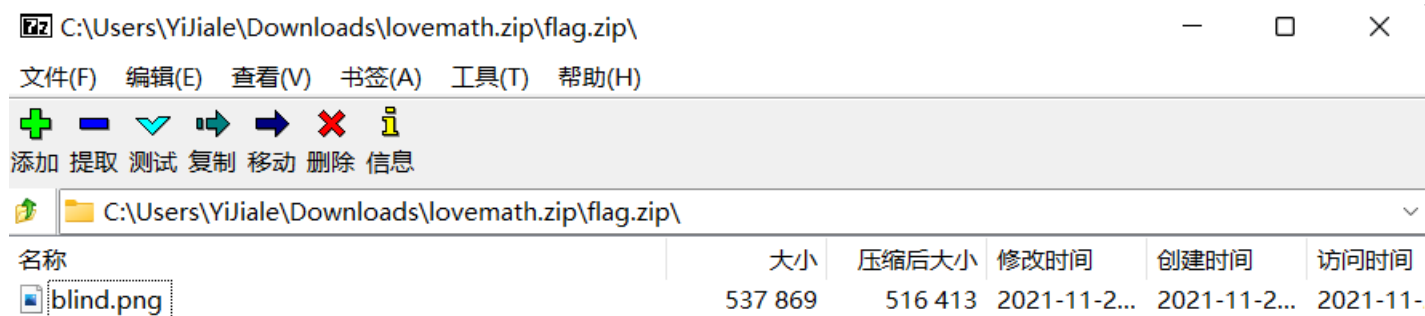 C:\Users\YiJiale\Downloads\lovemath.zip\flag.zip\
文件(F) 编辑(E) 查看(V) 书签(A) 工具(T) 帮助(H)
添加 提取 测试 复制 移动 删除 信息
C:\Users\YiJiale\Downloads\lovemath.zip\flag.zip\
名称 大小 压缩后大小 修改时间 创建时间 访问时间
blind.png 537 869 516 413 2021-11-2... 2021-11-2... 2021-11-